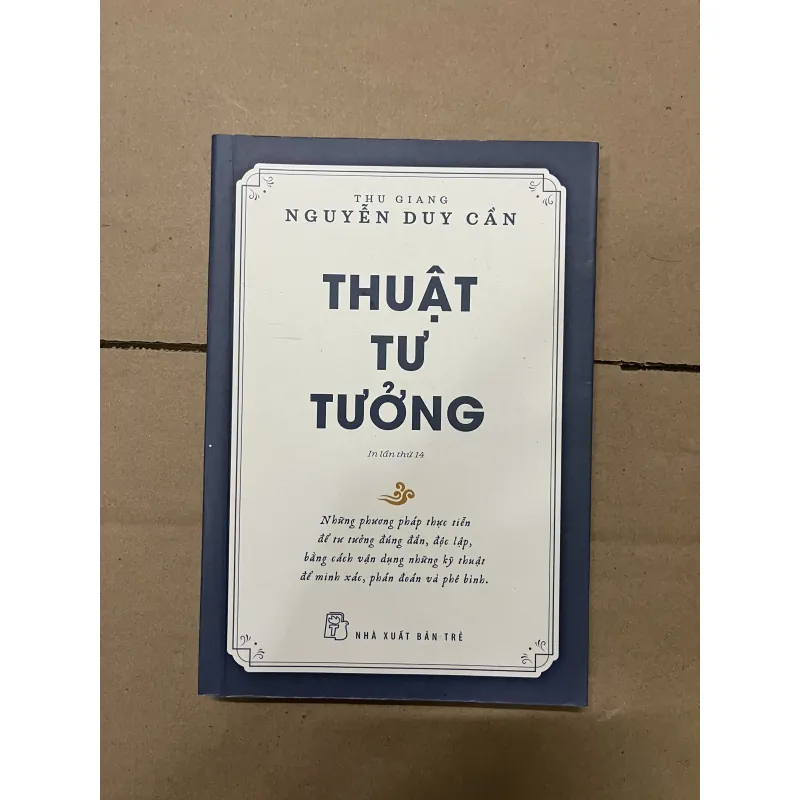 THU GIANG
NGUYỄN DUY CẦN
THUẬT
TƯ
TƯỞNG
In lần thứ 14
Những phương pháp thực tiễn
để tư tưởng đúng đắn, độc lập,
bằng cách vận dụng những kỹ thuật
để minh xác, phán đoán và phê bình.
NHÀ XUẤT BẢN TRẺ